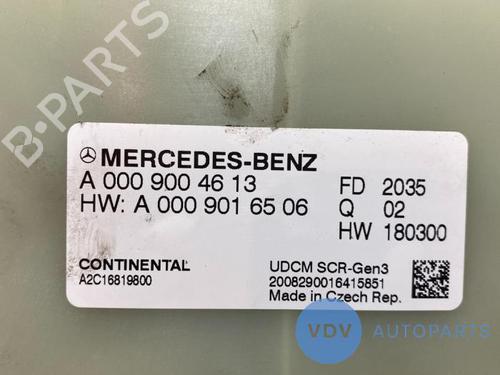 B-PARTS
MERCEDES-BENZ
A 000 900 46 13 FD 2035
HW: A 000 901 65 06 Q 02
HW 180300
CONTINENTAL UDCM SCR-Gen3
A2C16819800 2008290016415851
Made in Czech Rep.
VDV AUTOPARTS